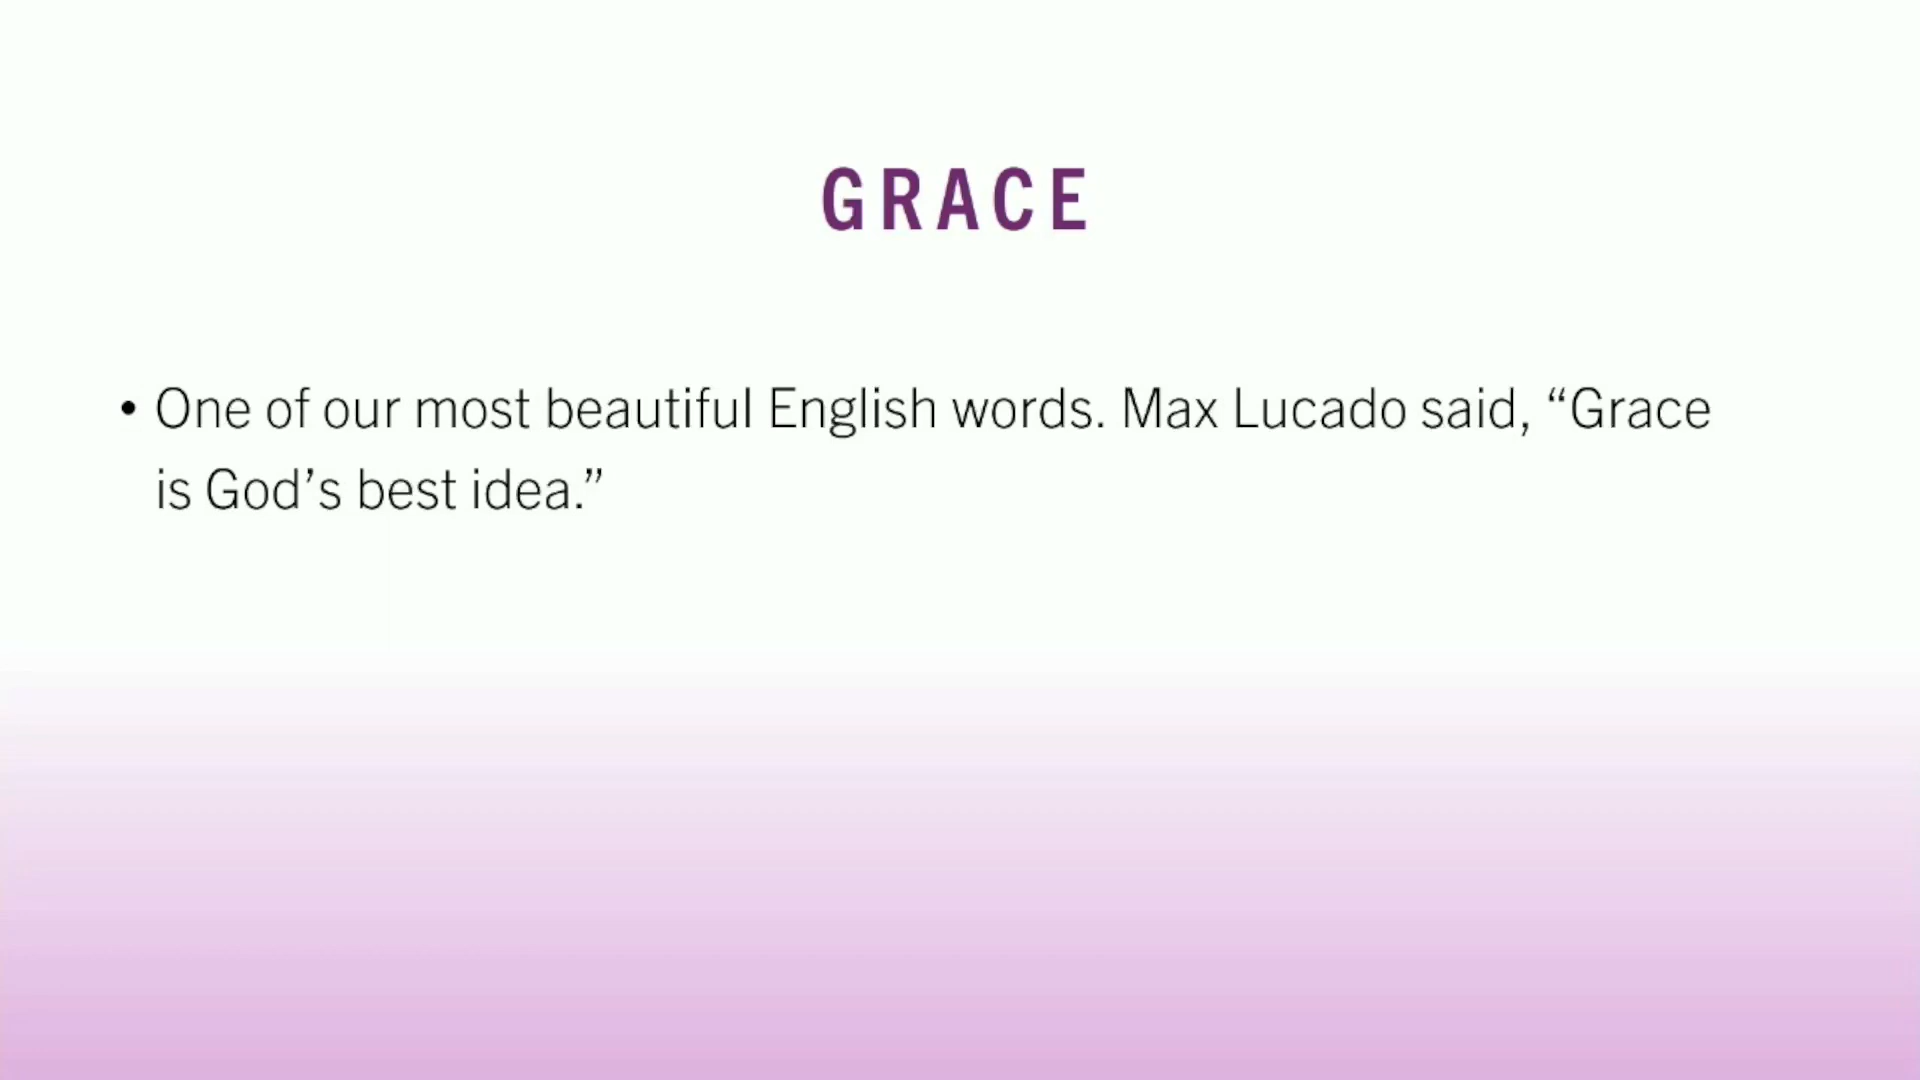 GRACE
• One of our most beautiful English words. Max Lucado said, “Grace
is God’s best idea.”